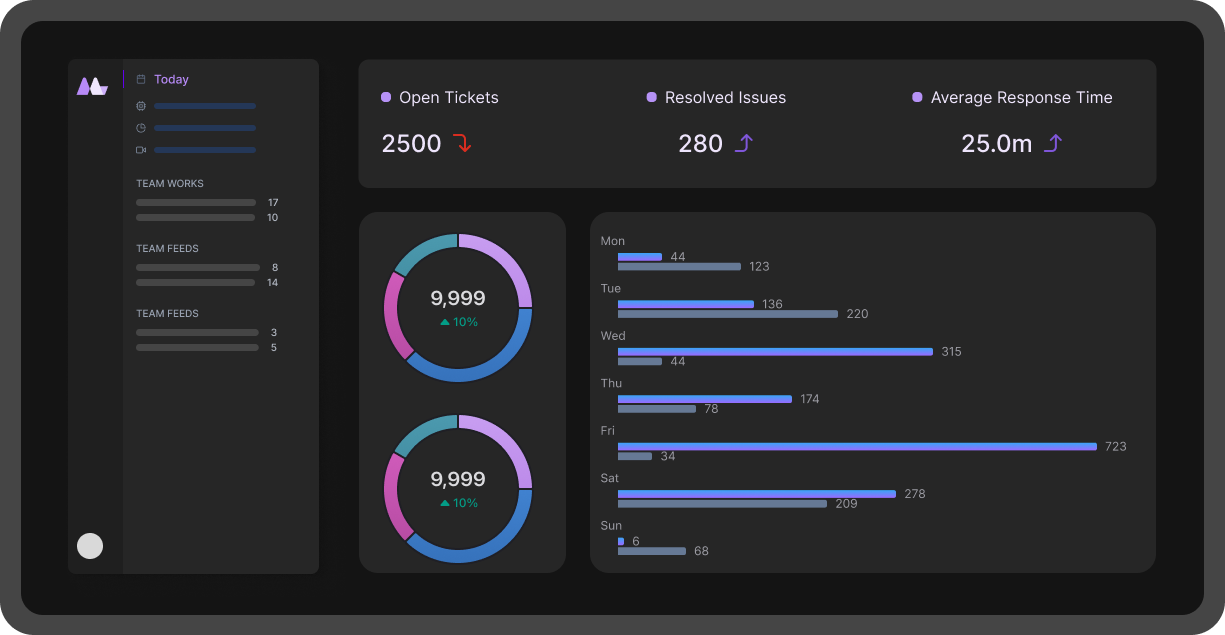 Today
TEAM WORKS
17
10
TEAM FEEDS
8
14
TEAM FEEDS
3
5
Open Tickets
2500
Resolved Issues
280
Average Response Time
25.0m
9,999
10%
9,999
10%
Mon
44
123
Tue
136
220
Wed
315
44
Thu
174
78
Fri
723
34
Sat
278
209
Sun
6
68